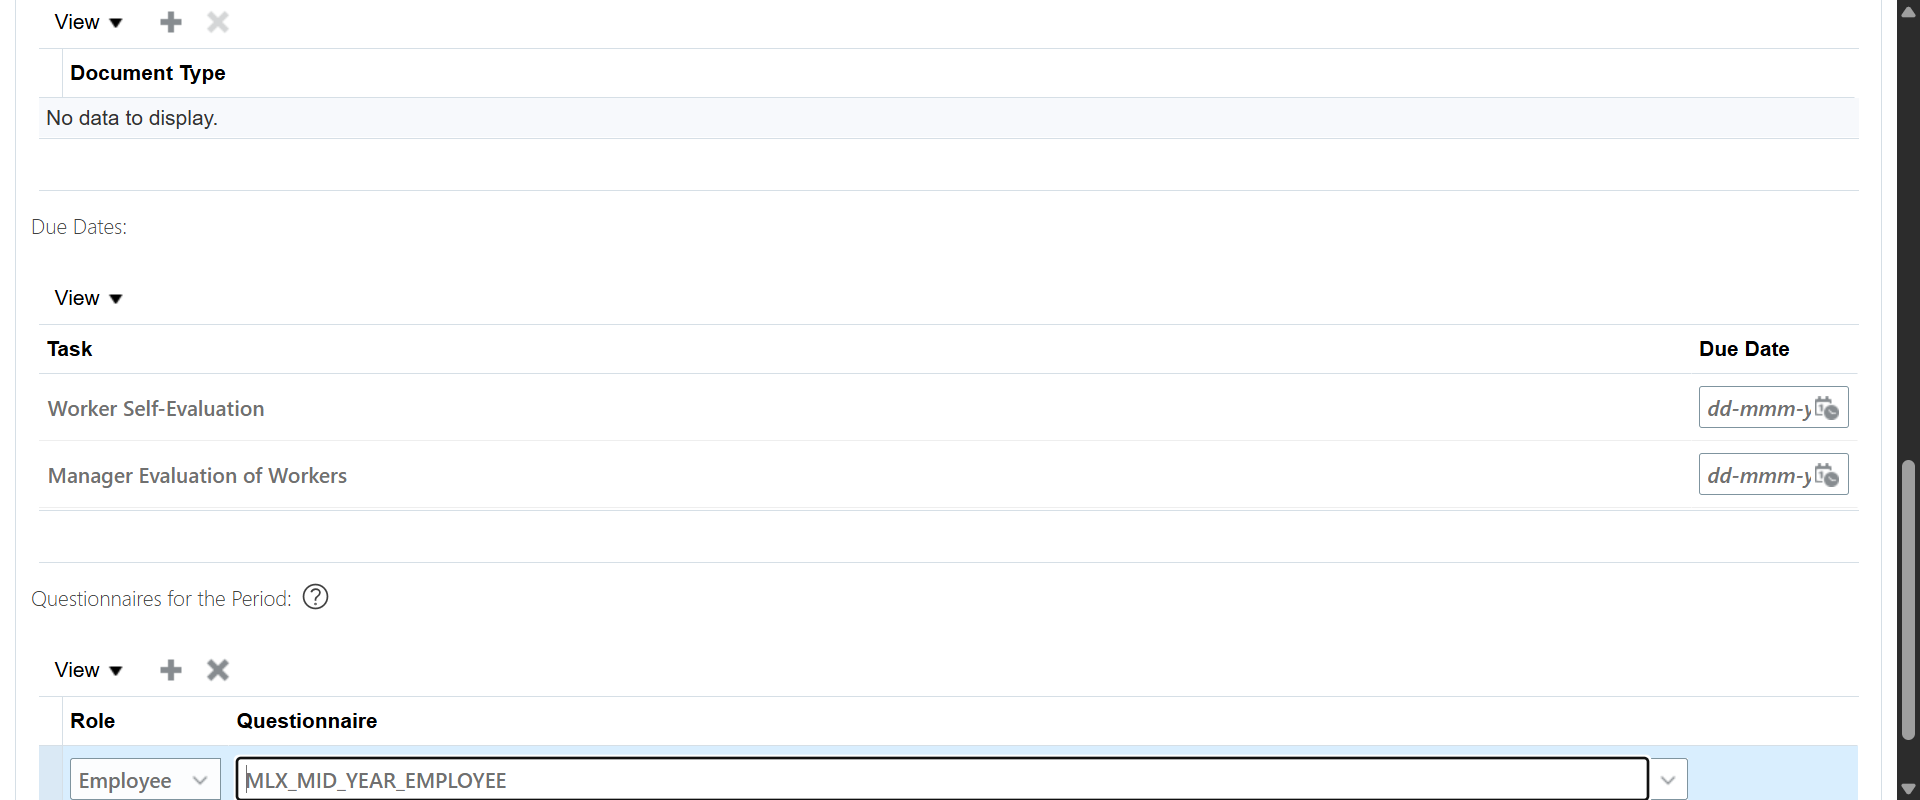 View
Document Type
No data to display.
Due Dates:
View
Task Due Date
Worker Self-Evaluation dd-mmm-y
Manager Evaluation of Workers dd-mmm-y
Questionnaires for the Period: ?
View
Role Questionnaire
Employee MLX_MID_YEAR_EMPLOYEE